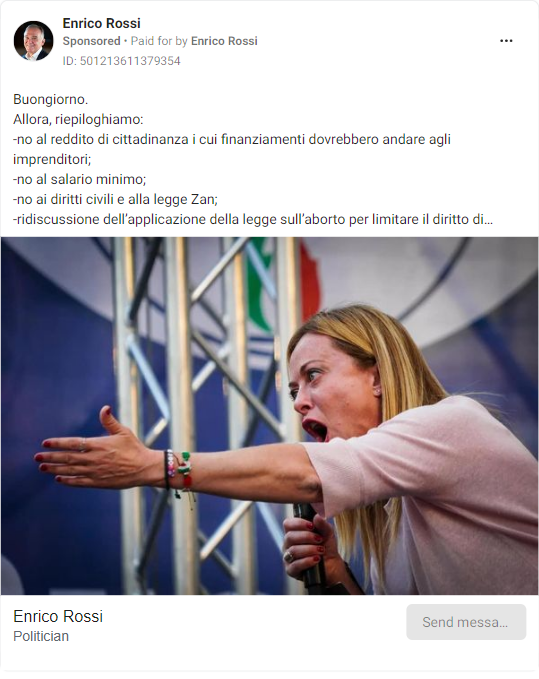 Enrico Rossi
Sponsored • Paid for by Enrico Rossi
ID: 501213611379354
Buongiorno.
Allora, riepiloghiamo:
-no al reddito di cittadinanza i cui finanziamenti dovrebbero andare agli
imprenditori;
-no al salario minimo;
-no ai diritti civili e alla legge Zan;
-ridiscussione dell'applicazione della legge sull'aborto per limitare il diritto di...
Enrico Rossi
Politician
Send messa...